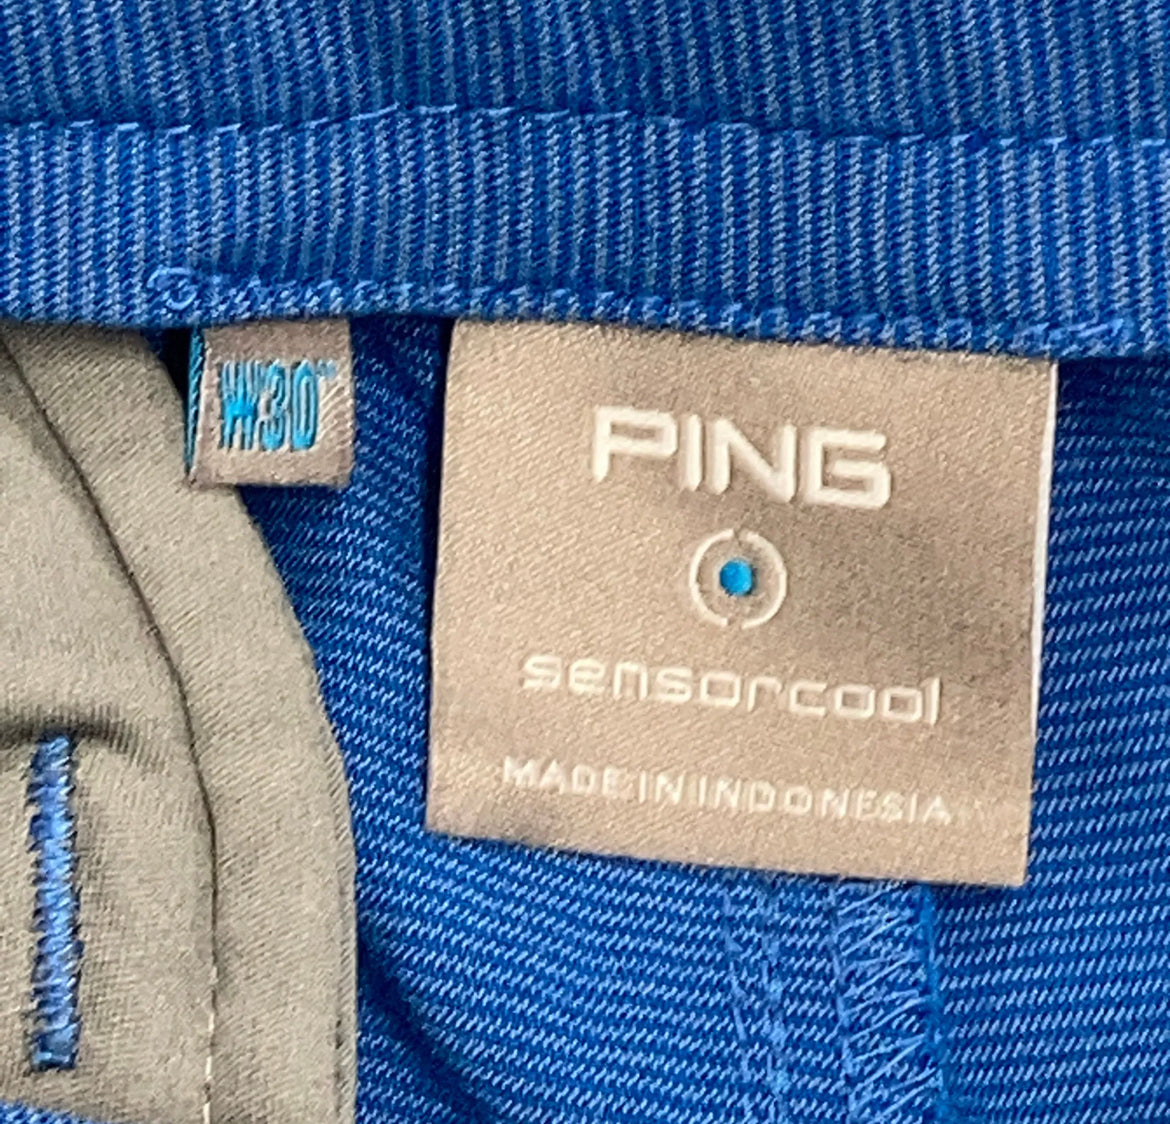 W30"
PING
sensorcool
MADE IN INDONESIA